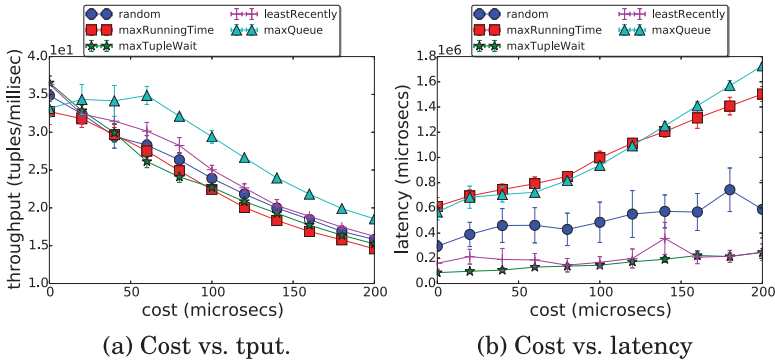 random
maxRunningTime
maxTupleWait
leastRecently
maxQueue
4.0 1e1
3.5
3.0
2.5
2.0
1.5
1.0
throughput (tuples/millisec)
0 50 100 150 200
cost (microsecs)
(a) Cost vs. tput.
random
maxRunningTime
maxTupleWait
leastRecently
maxQueue
1.8 1e6
1.6
1.4
1.2
1.0
0.8
0.6
0.4
0.2
0.0
latency (microsecs)
0 50 100 150 200
cost (microsecs)
(b) Cost vs. latency